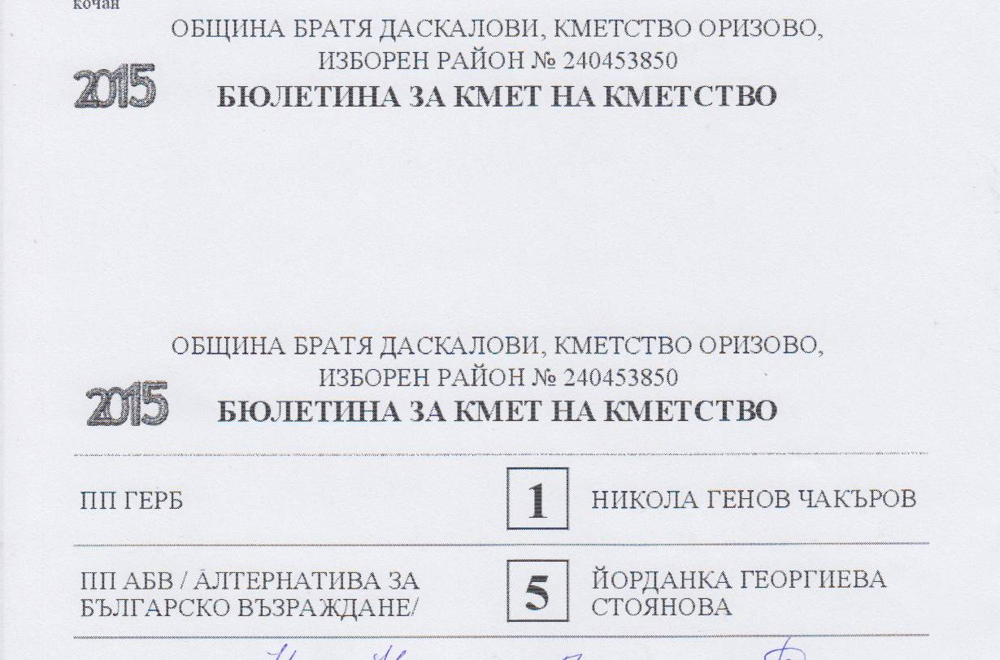 кочан
ОБЩИНА БРАТЯ ДАСКАЛОВИ, КМЕТСТВО ОРИЗОВО,
ИЗБОРЕН РАЙОН № 240453850
2015
БЮЛЕТИНА ЗА КМЕТ НА КМЕТСТВО
ОБЩИНА БРАТЯ ДАСКАЛОВИ, КМЕТСТВО ОРИЗОВО,
ИЗБОРЕН РАЙОН № 240453850
2015
БЮЛЕТИНА ЗА КМЕТ НА КМЕТСТВО
ПП ГЕРБ
1
НИКОЛА ГЕНОВ ЧАКЪРОВ
ПП АБВ / АЛТЕРНАТИВА ЗА
БЪЛГАРСКО ВЪЗРАЖДАНЕ/
5
ЙОРДАНКА ГЕОРГИЕВА
СТОЯНОВА